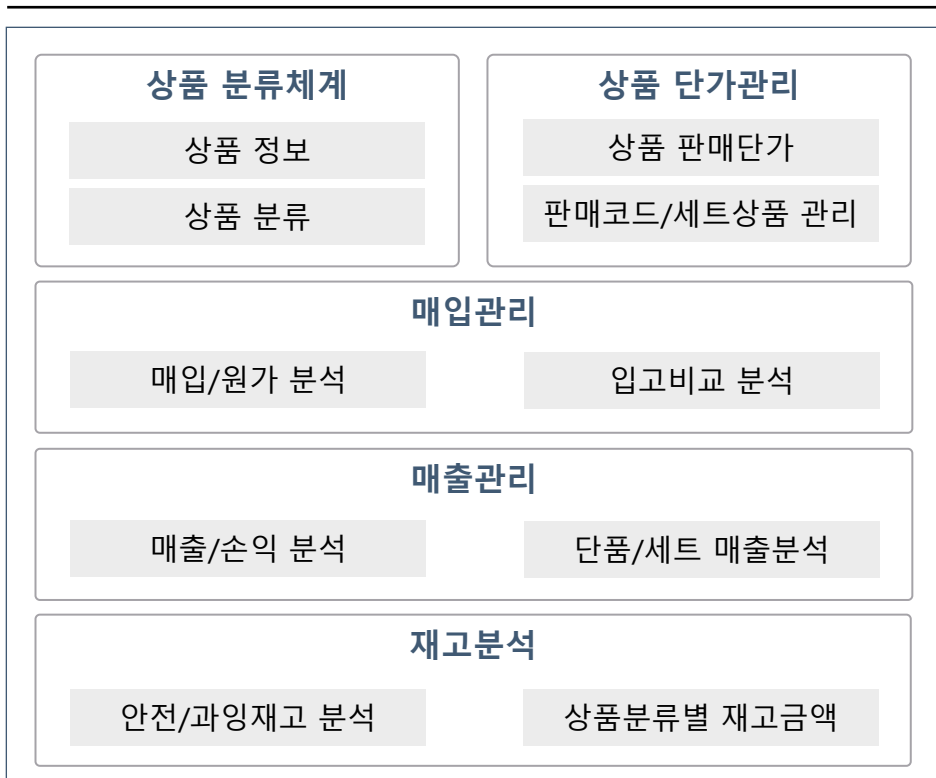 상품 분류체계
상품 정보
상품 분류
상품 단가관리
상품 판매단가
판매코드/세트상품 관리
매입관리
매입/원가 분석
입고비교 분석
매출관리
매출/손익 분석
단품/세트 매출분석
재고분석
안전/과잉재고 분석
상품분류별 재고금액